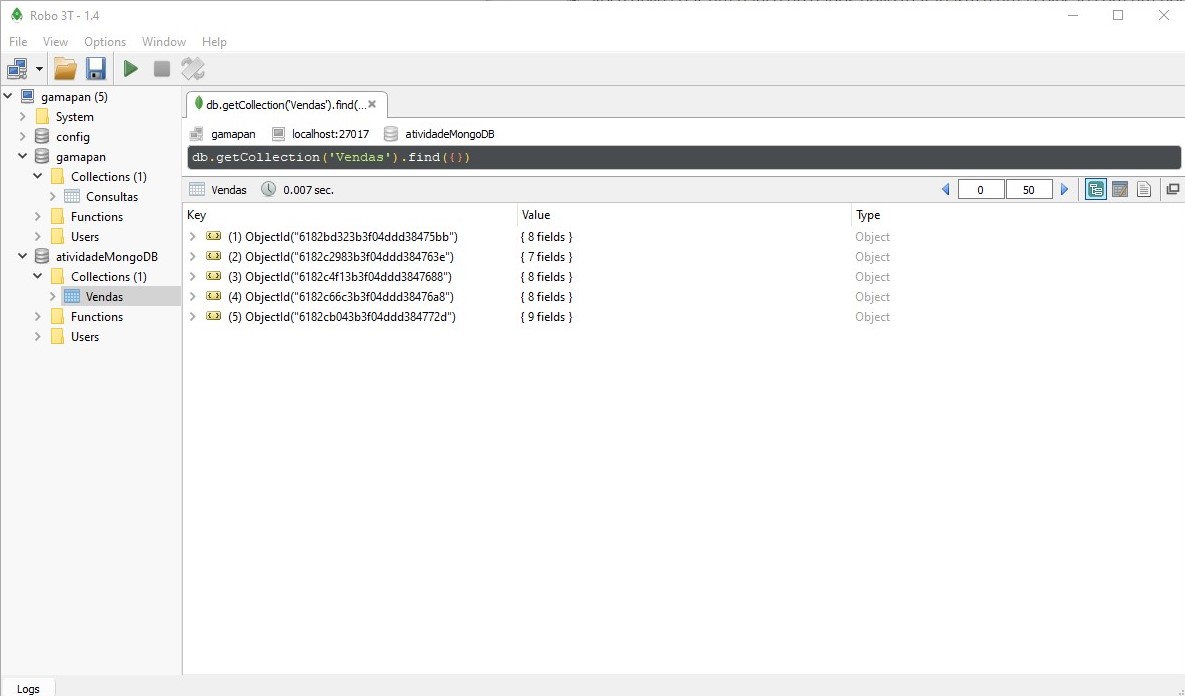 Robo 3T - 1.4
File View Options Window Help
gamapan (5)
System
config
gamapan
Collections (1)
Consultas
Functions
Users
atividadeMongoDB
Collections (1)
Vendas
Functions
Users
db.getCollection('Vendas').find(...
gamapan localhost:27017 atividadeMongoDB
db.getCollection('Vendas').find({})
Vendas 0.007 sec. 0 50
Key Value Type
(1) ObjectId("6182bd323b3f04ddd38475bb") { 8 fields } Object
(2) ObjectId("6182c2983b3f04ddd384763e") { 7 fields } Object
(3) ObjectId("6182c4f13b3f04ddd3847688") { 8 fields } Object
(4) ObjectId("6182c66c3b3f04ddd38476a8") { 8 fields } Object
(5) ObjectId("6182cb043b3f04ddd384772d") { 9 fields } Object
Logs